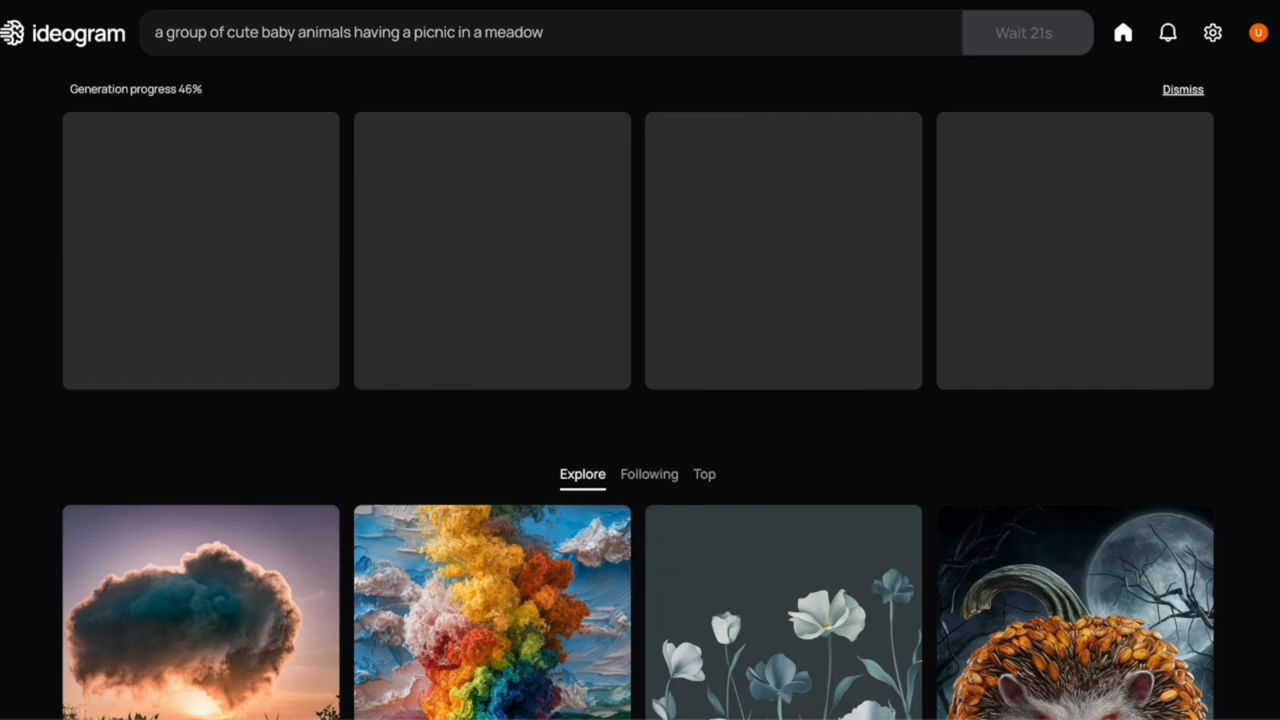 ideogram
a group of cute baby animals having a picnic in a meadow
Wait 21s
U
Generation progress 46%
Dismiss
Explore Following Top